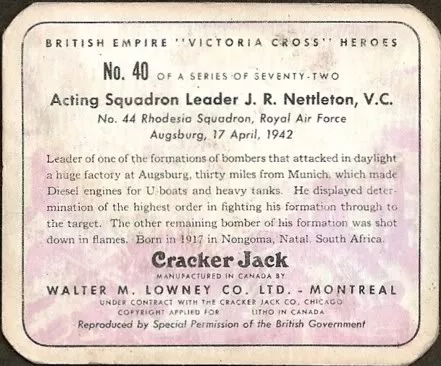 BRITISH EMPIRE "VICTORIA CROSS" HEROES
No. 40 OF A SERIES OF SEVENTY-TWO
Acting Squadron Leader J. R. Nettleton, V.C.
No. 44 Rhodesia Squadron, Royal Air Force
Augsburg, 17 April, 1942
Leader of one of the formations of bombers that attacked in daylight
a huge factory at Augsburg, thirty miles from Munich, which made
Diesel engines for U boats and heavy tanks. He displayed deter-
mination of the highest order in fighting his formation through to
the target. The other remaining bomber of his formation was shot
down in flames. Born in 1917 in Nongoma, Natal, South Africa.
Cracker Jack
MANUFACTURED IN CANADA BY
WALTER M. LOWNEY CO. LTD. - MONTREAL
UNDER CONTRACT WITH THE CRACKER JACK CO., CHICAGO
COPYRIGHT APPLIED FOR LITHO IN CANADA
Reproduced by Special Permission of the British Government